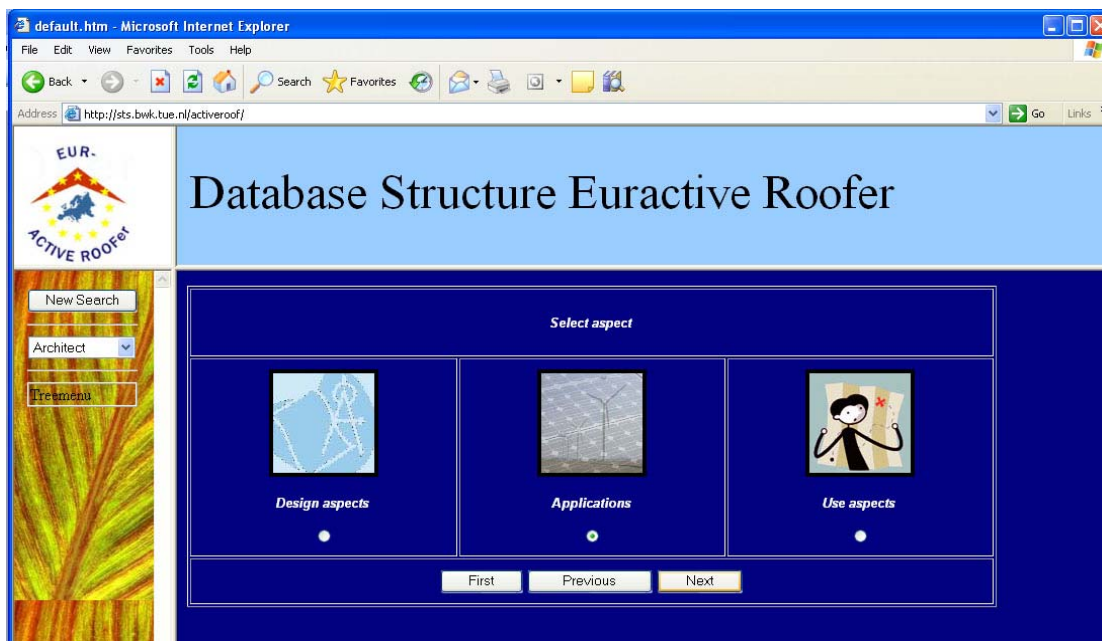 default.htm - Microsoft Internet Explorer
File Edit View Favorites Tools Help
Back Search Favorites
Address http://sts.bwk.tue.nl/activeroof/ Go Links
EUR-
ACTIVE ROOFer
Database Structure Euractive Roofer
New Search
Architect
Treemenu
Select aspect
Design aspects Applications Use aspects
First Previous Next